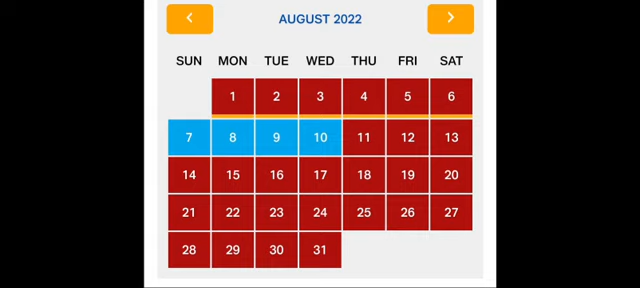 < AUGUST 2022 >
SUN MON TUE WED THU FRI SAT
1 2 3 4 5 6
7 8 9 10 11 12 13
14 15 16 17 18 19 20
21 22 23 24 25 26 27
28 29 30 31